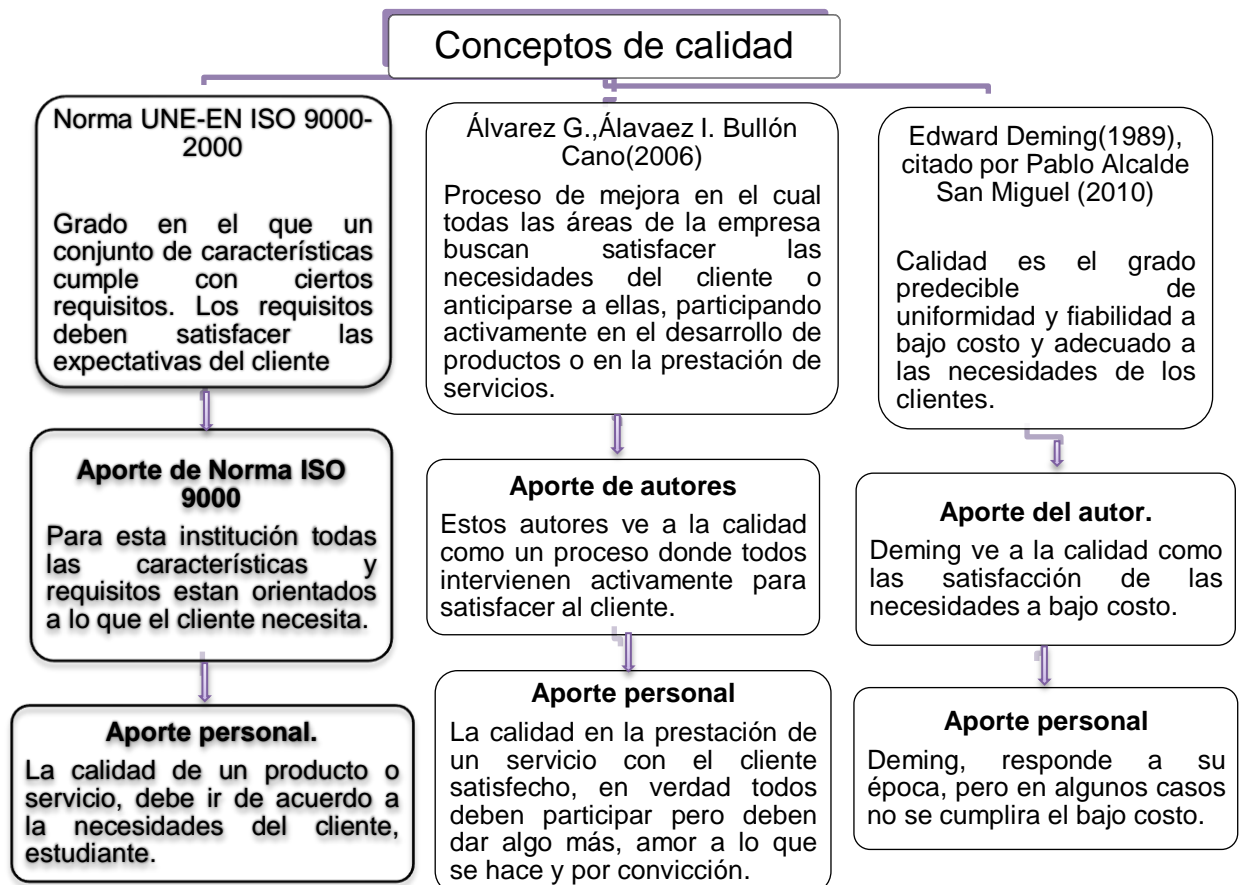 Conceptos de calidad
Norma UNE-EN ISO 9000-
2000
Grado en el que un
conjunto de características
cumple con ciertos
requisitos. Los requisitos
deben satisfacer las
expectativas del cliente
Aporte de Norma ISO
9000
Para esta institución todas
las características y
requisitos estan orientados
a lo que el cliente necesita.
Aporte personal.
La calidad de un producto o
servicio, debe ir de acuerdo a
la necesidades del cliente,
estudiante.
Álvarez G.,Álavaez I. Bullón
Cano(2006)
Proceso de mejora en el cual
todas las áreas de la empresa
buscan satisfacer las
necesidades del cliente o
anticiparse a ellas, participando
activamente en el desarrollo de
productos o en la prestación de
servicios.
Aporte de autores
Estos autores ve a la calidad
como un proceso donde todos
intervienen activamente para
satisfacer al cliente.
Aporte personal
La calidad en la prestación de
un servicio con el cliente
satisfecho, en verdad todos
deben participar pero deben
dar algo más, amor a lo que
se hace y por convicción.
Edward Deming(1989),
citado por Pablo Alcalde
San Miguel (2010)
Calidad es el grado
predecible de
uniformidad y fiabilidad a
bajo costo y adecuado a
las necesidades de los
clientes.
Aporte del autor.
Deming ve a la calidad como
las satisfacción de las
necesidades a bajo costo.
Aporte personal
Deming, responde a su
época, pero en algunos casos
no se cumplira el bajo costo.